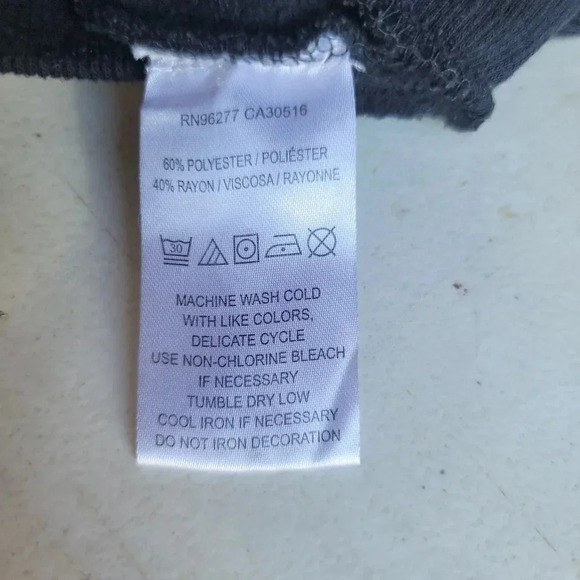 RN96277 CA30516
60% POLYESTER / POLIÉSTER
40% RAYON / VISCOSA / RAYONNE
30
MACHINE WASH COLD
WITH LIKE COLORS,
DELICATE CYCLE
USE NON-CHLORINE BLEACH
IF NECESSARY
TUMBLE DRY LOW
COOL IRON IF NECESSARY
DO NOT IRON DECORATION